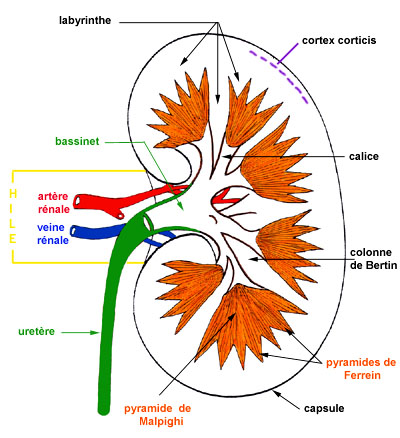 labyrinthe
cortex corticis
bassinet
calice
HILE
artère
rénale
veine
rénale
colonne
de Bertin
uretère
pyramides de
Ferrein
pyramide de
Malpighi
capsule